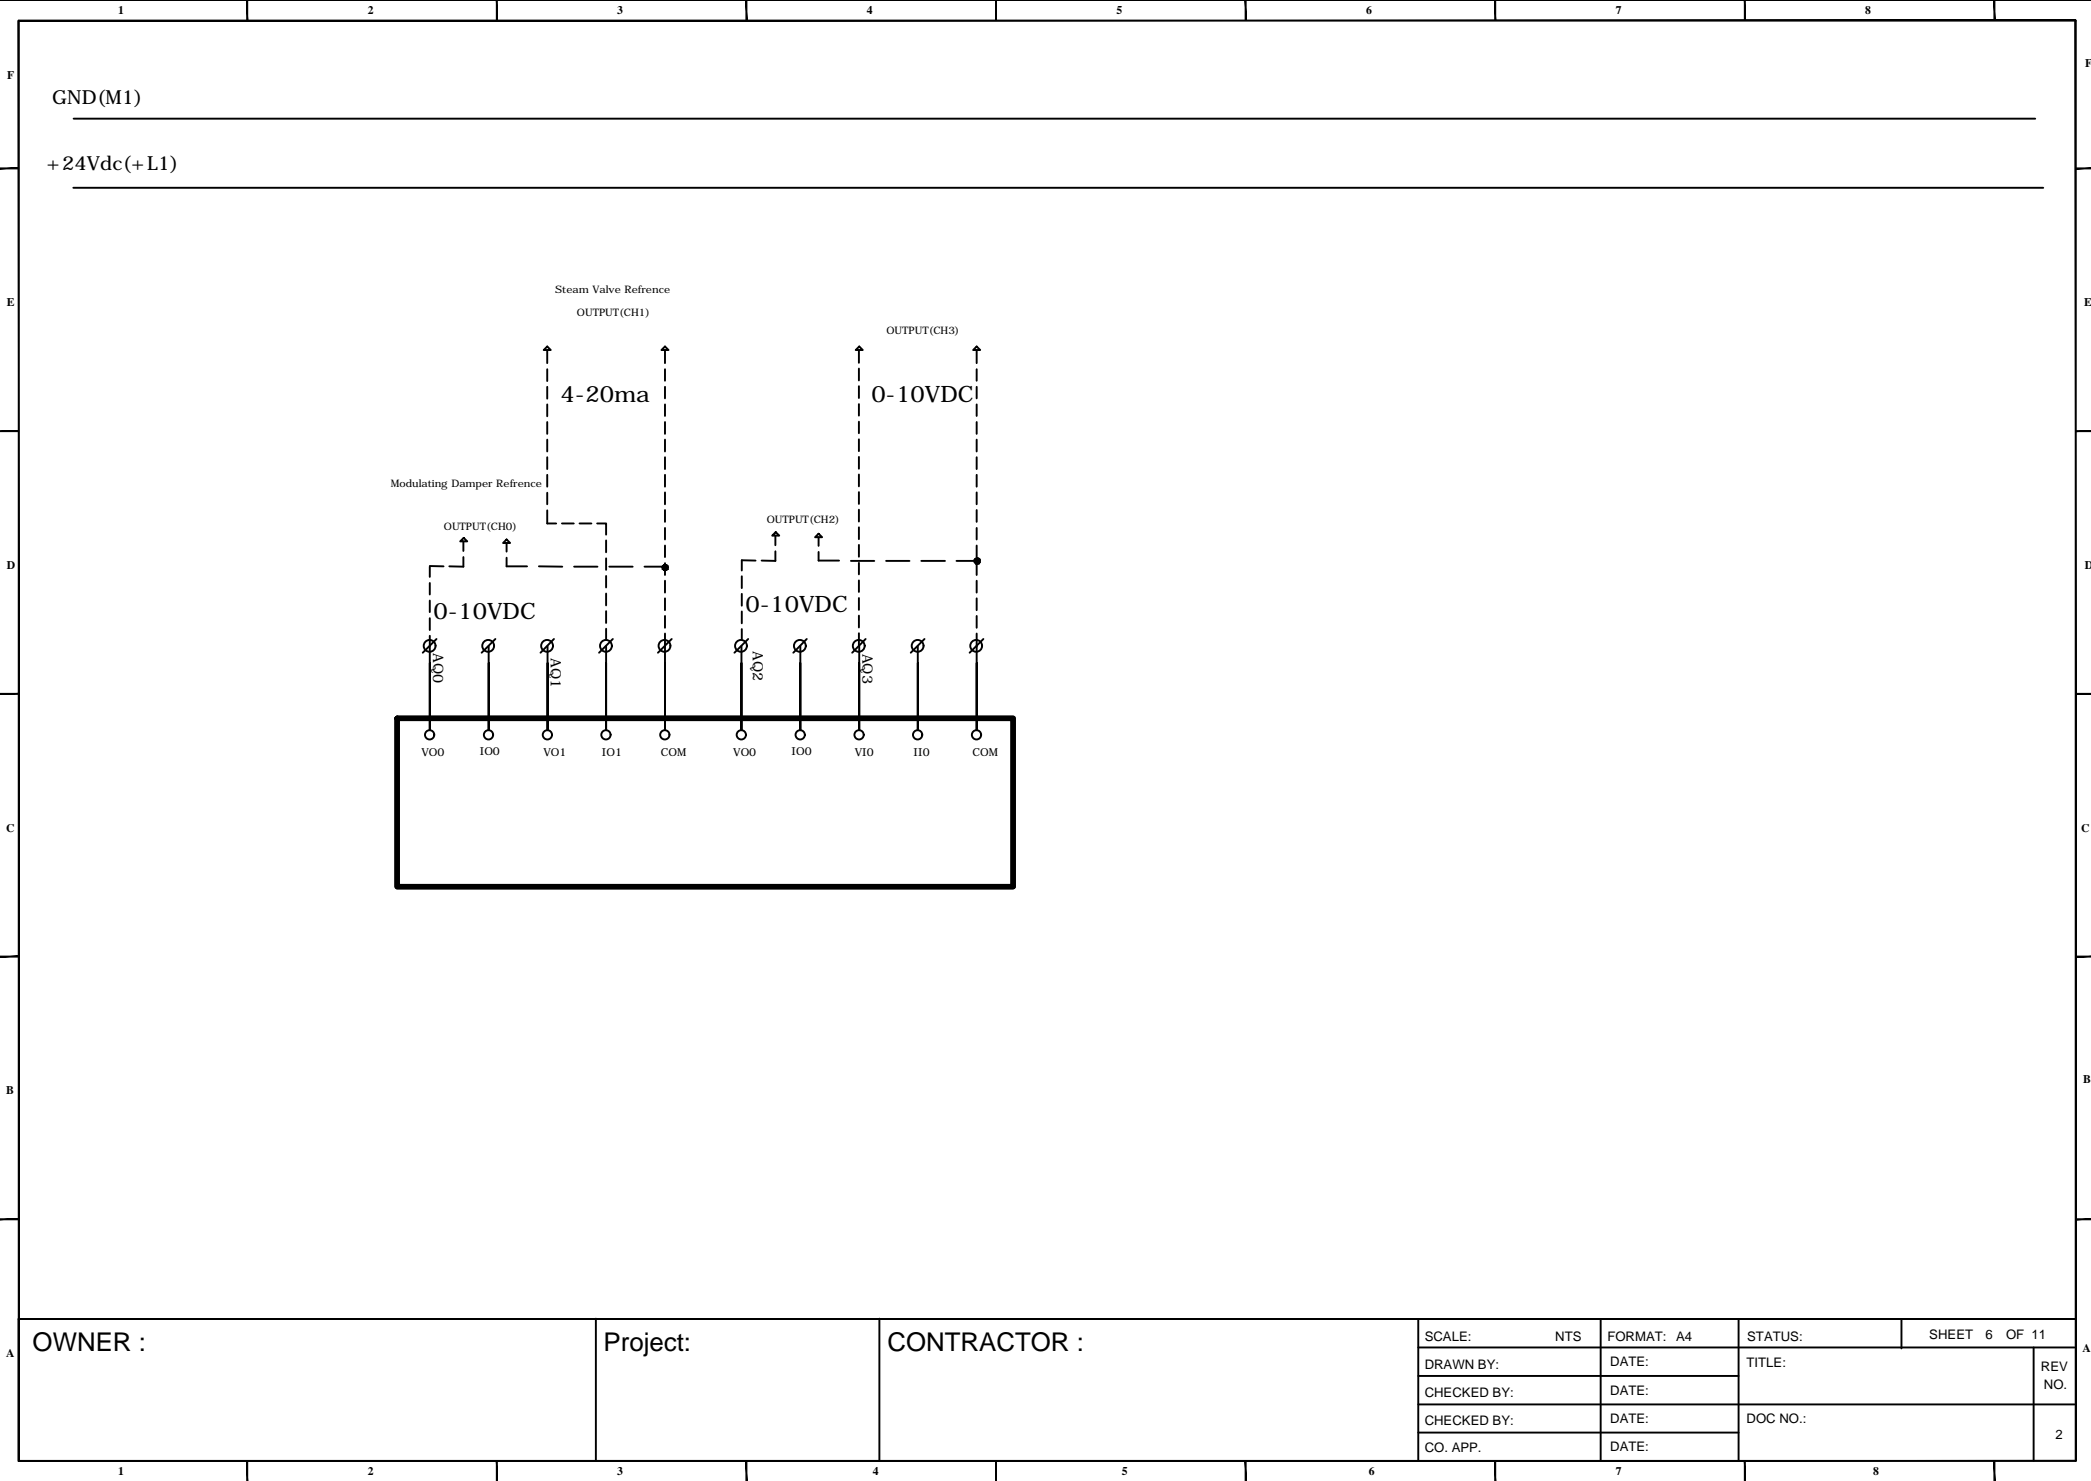 1 2 3 4 5 6 7 8
F F
GND(M1)
+24Vdc(+L1)
E E
Steam Valve Refrence
OUTPUT(CH1)
OUTPUT(CH3)
4-20ma
0-10VDC
Modulating Damper Refrence
OUTPUT(CH0)
OUTPUT(CH2)
D D
0-10VDC
0-10VDC
AQ0
AQ1
AQ2
AQ3
VO0 IO0 VO1 IO1 COM VO0 IO0 VI0 II0 COM
C C
B B
A A
OWNER :
Project:
CONTRACTOR :
SCALE: NTS
FORMAT: A4
STATUS:
SHEET 6 OF 11
DRAWN BY:
DATE:
TITLE:
REV
NO.
CHECKED BY:
DATE:
CHECKED BY:
DATE:
DOC NO.:
2
CO. APP.
DATE:
1 2 3 4 5 6 7 8